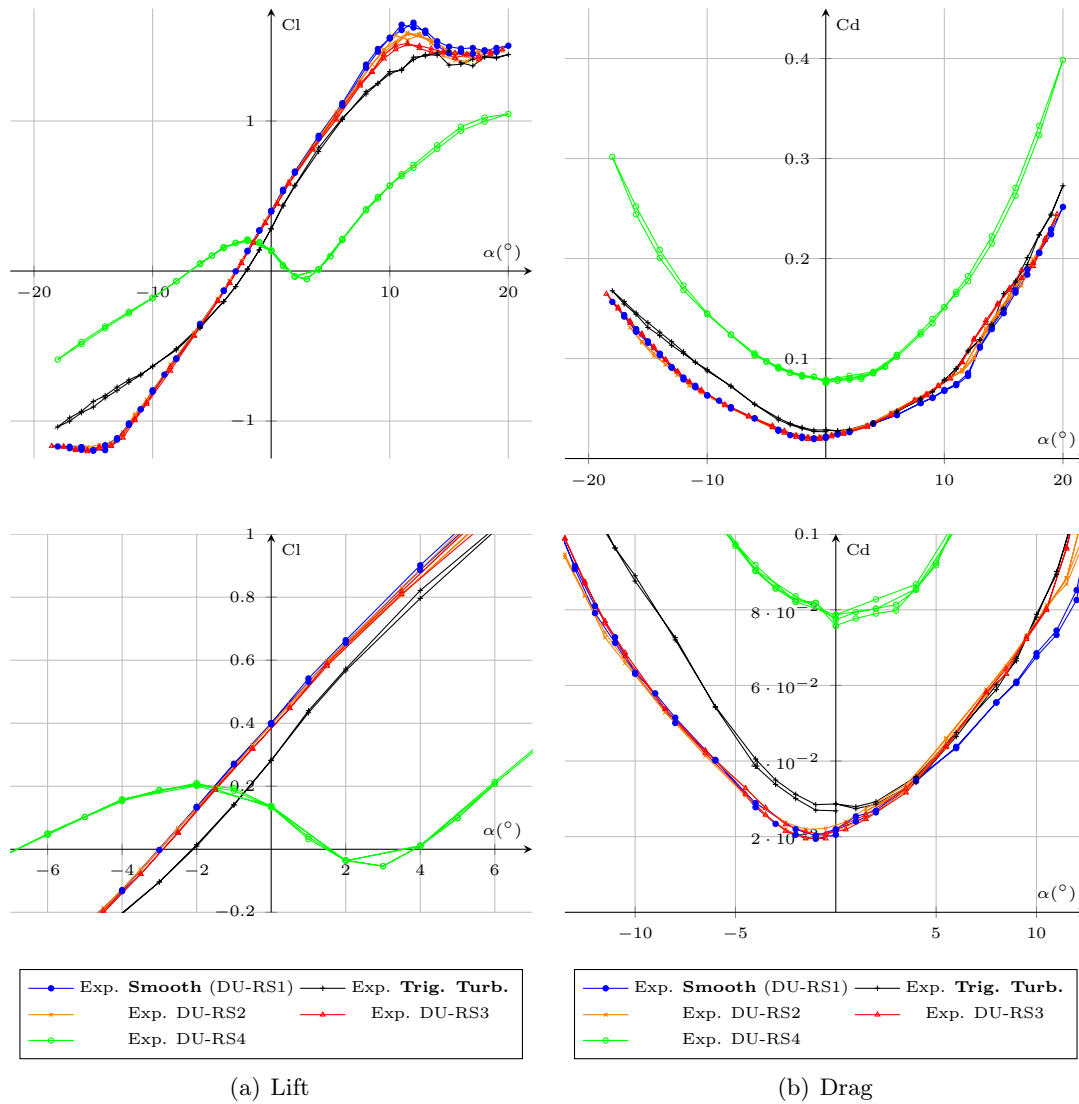 Cl
1
α(°)
−20
−10
10
20
−1
Cd
0.4
0.3
0.2
0.1
α(°)
−20
−10
10
20
1
Cl
0.8
0.6
0.4
0.2
α(°)
−6
−4
−2
2
4
6
−0.2
0.1
Cd
8 · 10−2
6 · 10−2
4 · 10−2
2 · 10−2
α(°)
−10
−5
5
10
Exp. Smooth (DU-RS1) Exp. Trig. Turb.
Exp. DU-RS2 Exp. DU-RS3
Exp. DU-RS4
(a) Lift
Exp. Smooth (DU-RS1) Exp. Trig. Turb.
Exp. DU-RS2 Exp. DU-RS3
Exp. DU-RS4
(b) Drag